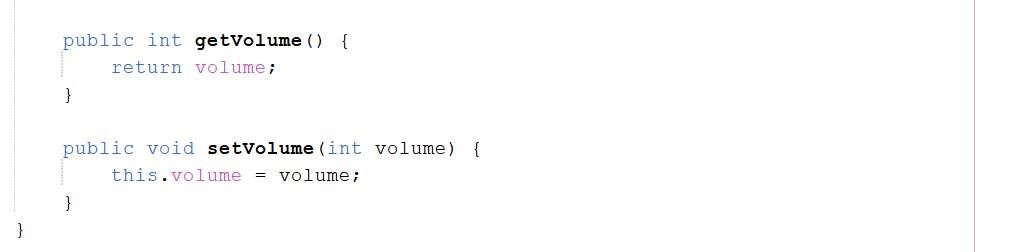 public int getVolume() {
return volume;
}
public void setVolume(int volume) {
this.volume = volume;
}
}